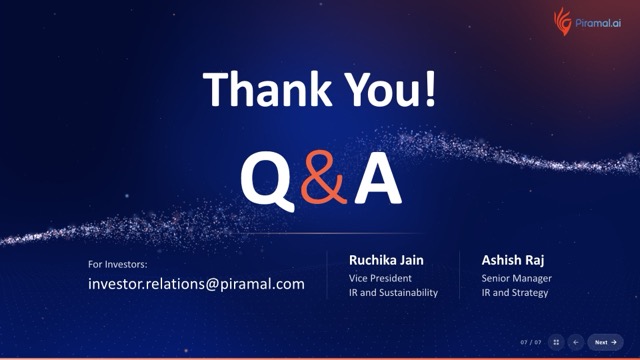 Piramal.ai
Thank You!
Q&A
For Investors:
investor.relations@piramal.com
Ruchika Jain
Vice President
IR and Sustainability
Ashish Raj
Senior Manager
IR and Strategy
07 / 07
Next →